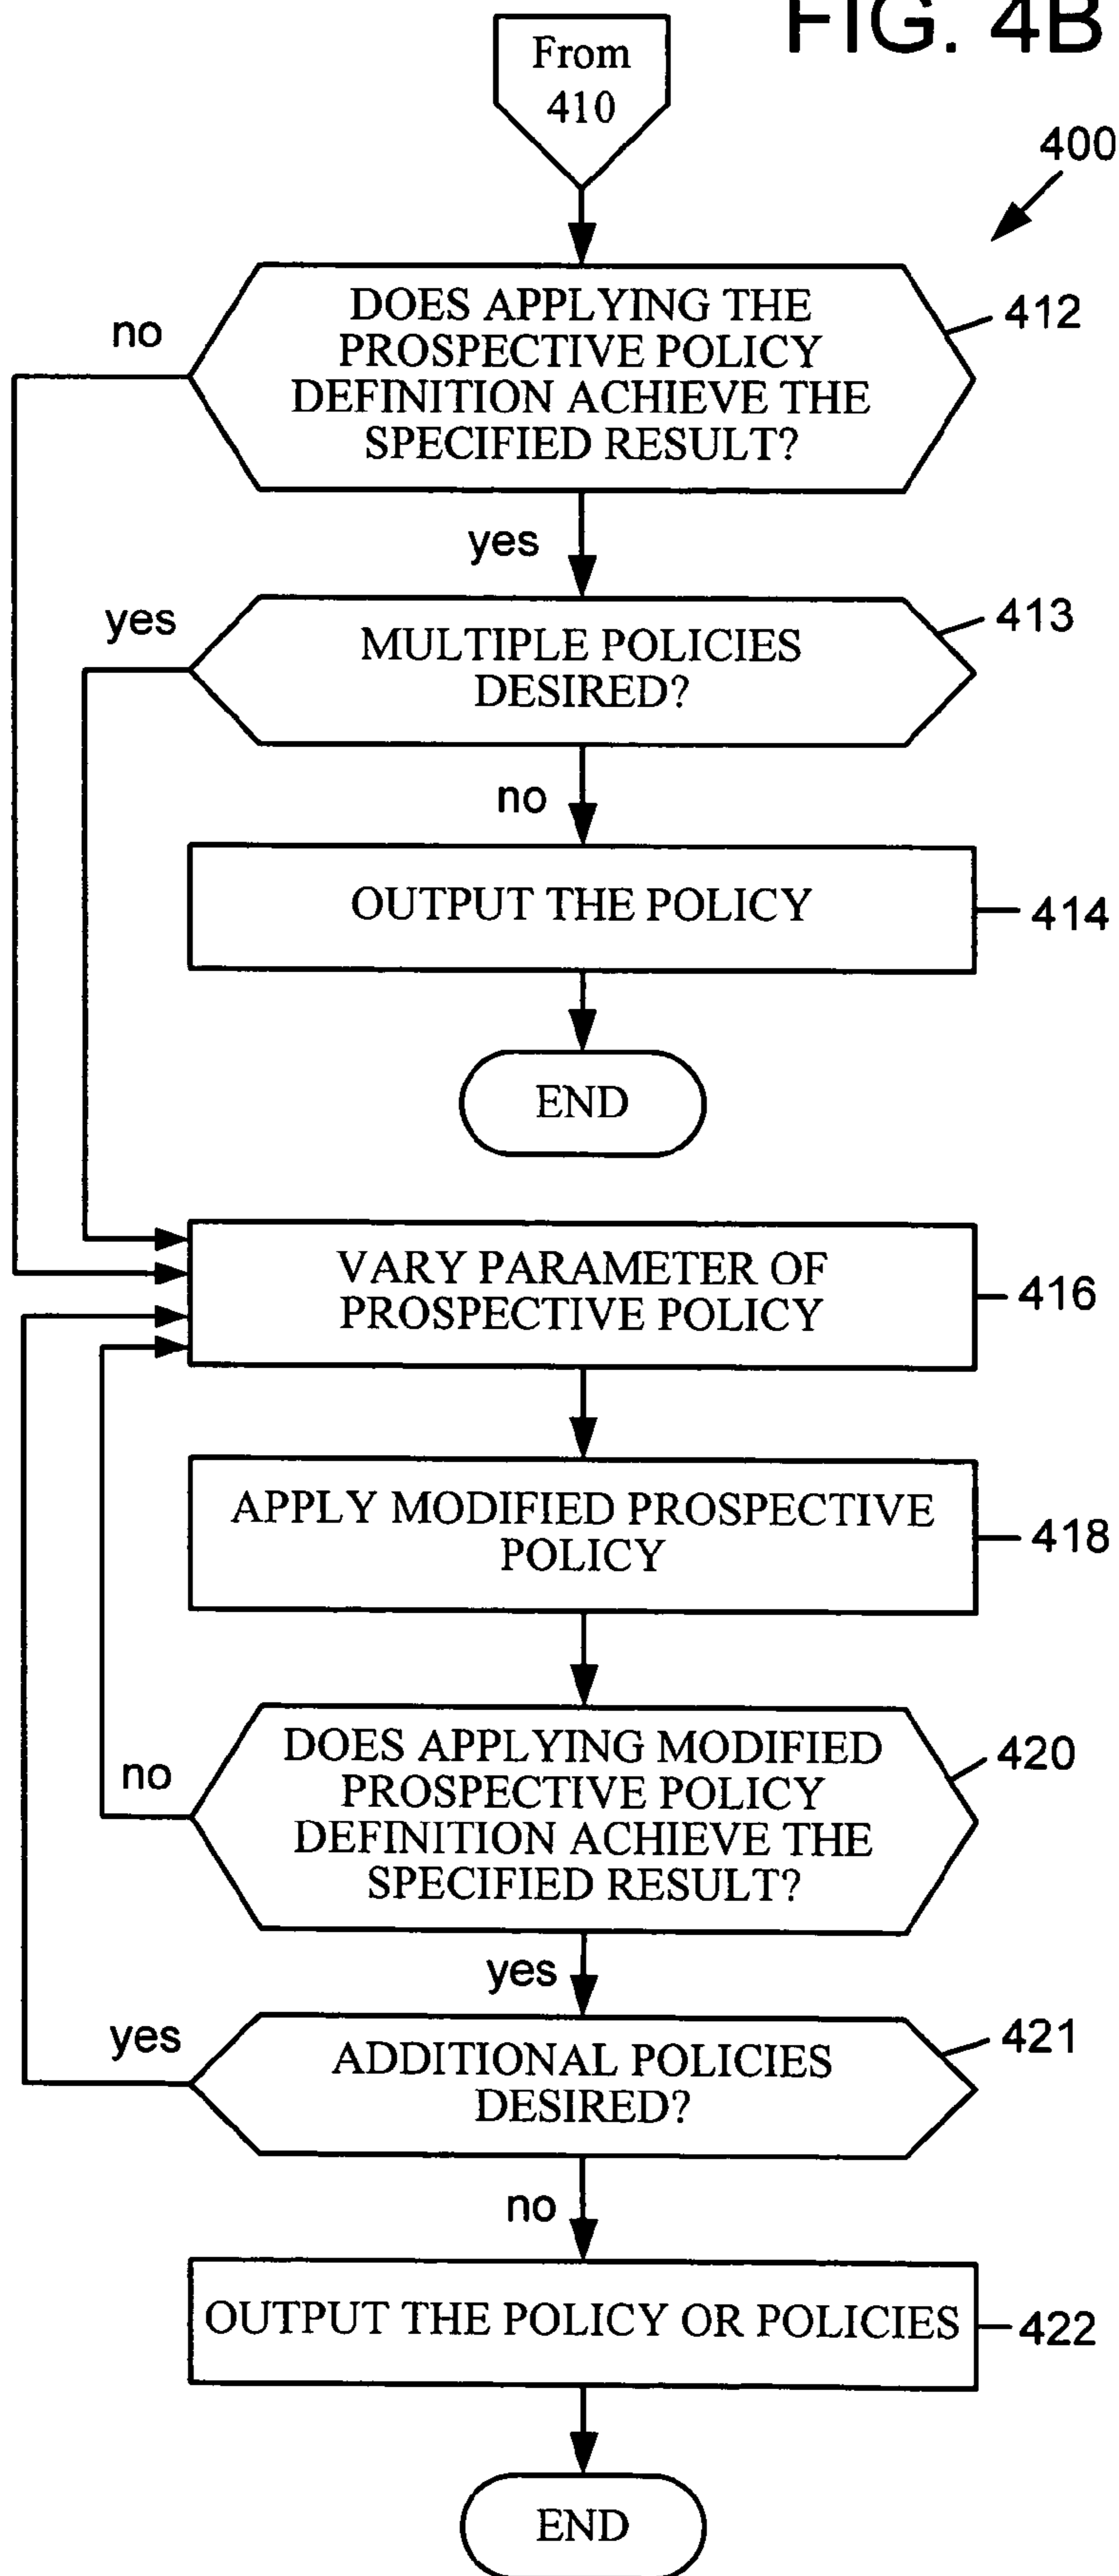 FIG. 4B
From
410
400
DOES APPLYING THE
PROSPECTIVE POLICY
DEFINITION ACHIEVE THE
SPECIFIED RESULT?
412
no
yes
MULTIPLE POLICIES
DESIRED?
413
yes
no
OUTPUT THE POLICY
414
END
VARY PARAMETER OF
PROSPECTIVE POLICY
416
APPLY MODIFIED PROSPECTIVE
POLICY
418
DOES APPLYING MODIFIED
PROSPECTIVE POLICY
DEFINITION ACHIEVE THE
SPECIFIED RESULT?
420
no
yes
ADDITIONAL POLICIES
DESIRED?
421
yes
no
OUTPUT THE POLICY OR POLICIES
422
END